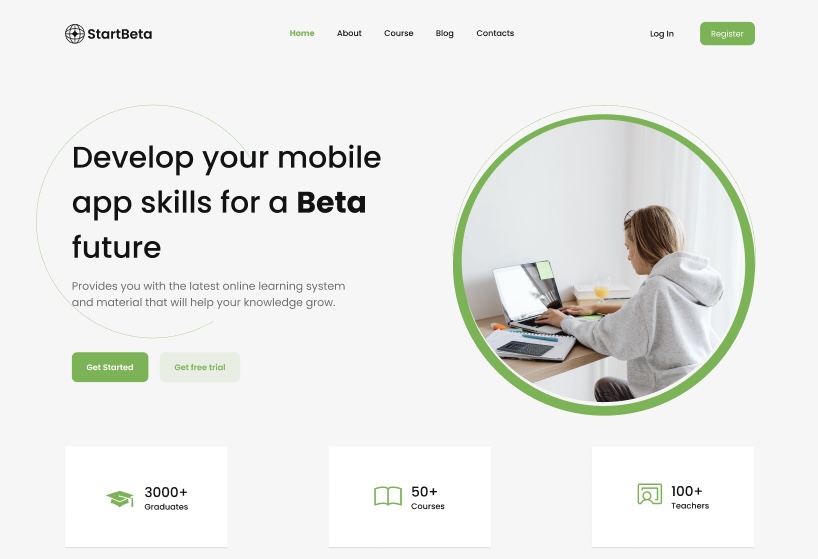 StartBeta
Home About Course Blog Contacts
Log In Register
Develop your mobile
app skills for a Beta
future
Provides you with the latest online learning system
and material that will help your knowledge grow.
Get Started Get free trial
3000+
Graduates
50+
Courses
100+
Teachers